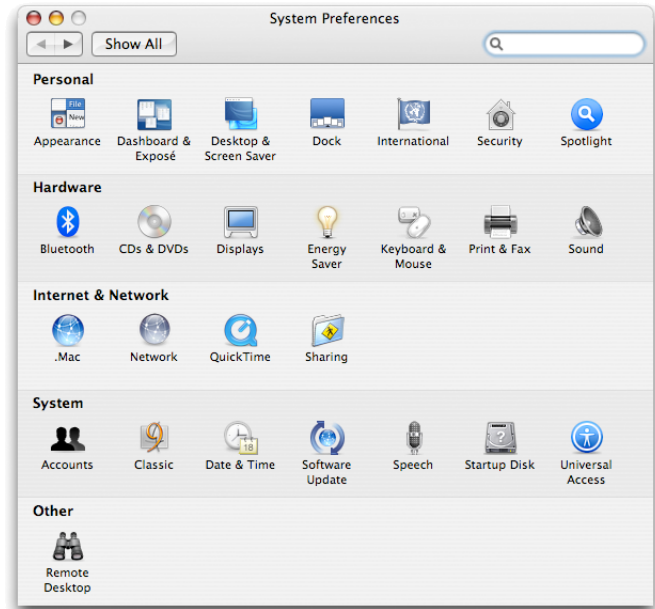 System Preferences
Show All
Personal
File
New
Appearance
Dashboard &
Exposé
Desktop &
Screen Saver
Dock
International
Security
Spotlight
Hardware
Bluetooth
CDs & DVDs
Displays
Energy
Saver
Keyboard &
Mouse
Print & Fax
Sound
Internet & Network
.Mac
Network
QuickTime
Sharing
System
9
18
?
Accounts
Classic
Date & Time
Software
Update
Speech
Startup Disk
Universal
Access
Other
Remote
Desktop